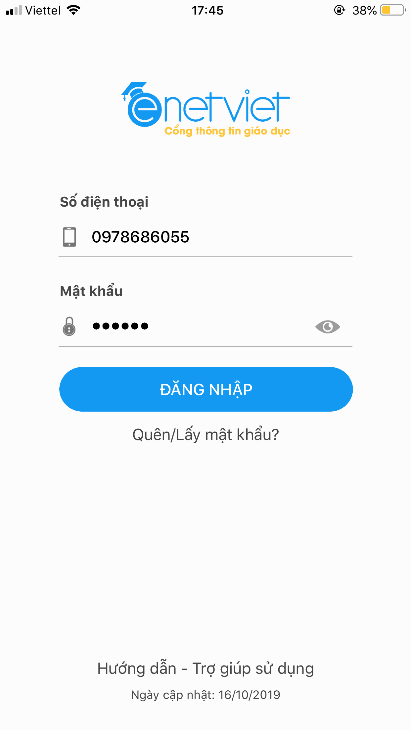 Viettel 17:45 38%
enetviet
Cổng thông tin giáo dục
Số điện thoại
0978686055
Mật khẩu
••••••
ĐĂNG NHẬP
Quên/Lấy mật khẩu?
Hướng dẫn - Trợ giúp sử dụng
Ngày cập nhật: 16/10/2019